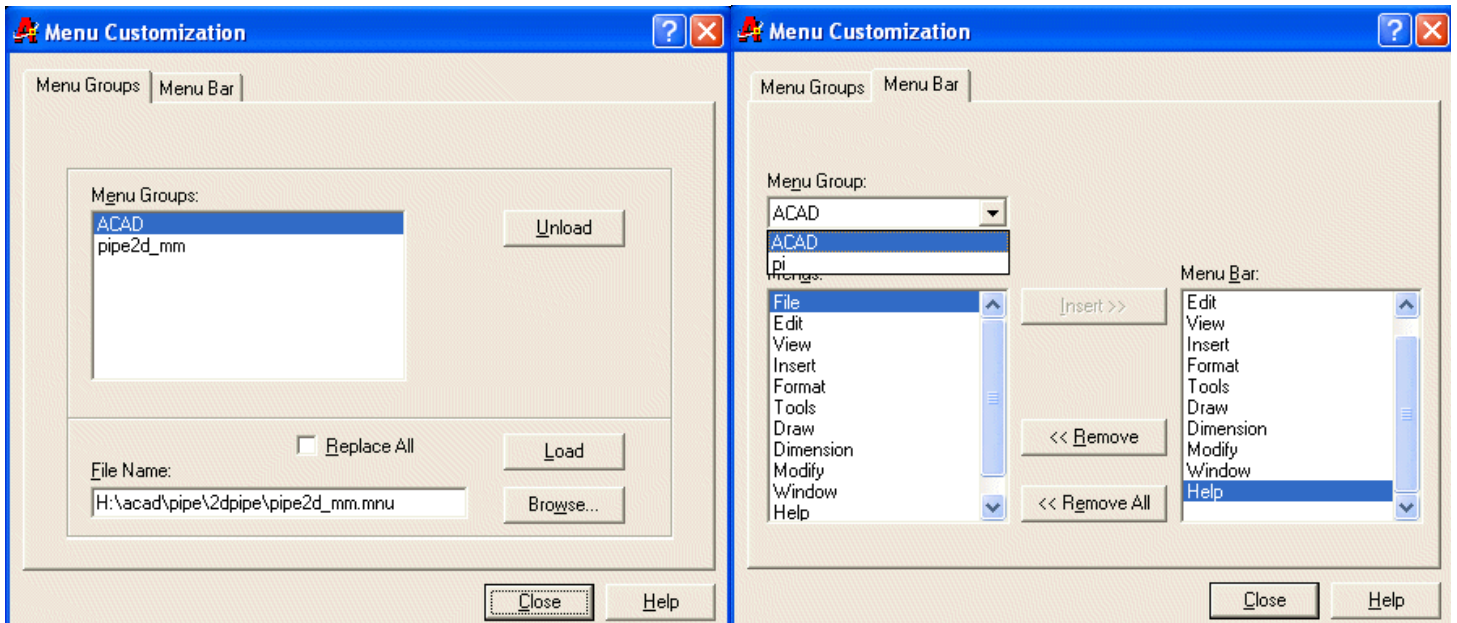 Menu Customization
Menu Groups
Menu Bar
Menu Groups:
ACAD
pipe2d_mm
Unload
Replace All
Load
File Name:
H:\acad\pipe\2dpipe\pipe2d_mm.mnu
Browse...
Close
Help
Menu Customization
Menu Groups
Menu Bar
Menu Group:
ACAD
ACAD
pi
Menus:
File
Edit
View
Insert
Format
Tools
Draw
Dimension
Modify
Window
Help
Insert >>
<< Remove
<< Remove All
Menu Bar:
Edit
View
Insert
Format
Tools
Draw
Dimension
Modify
Window
Help
Close
Help